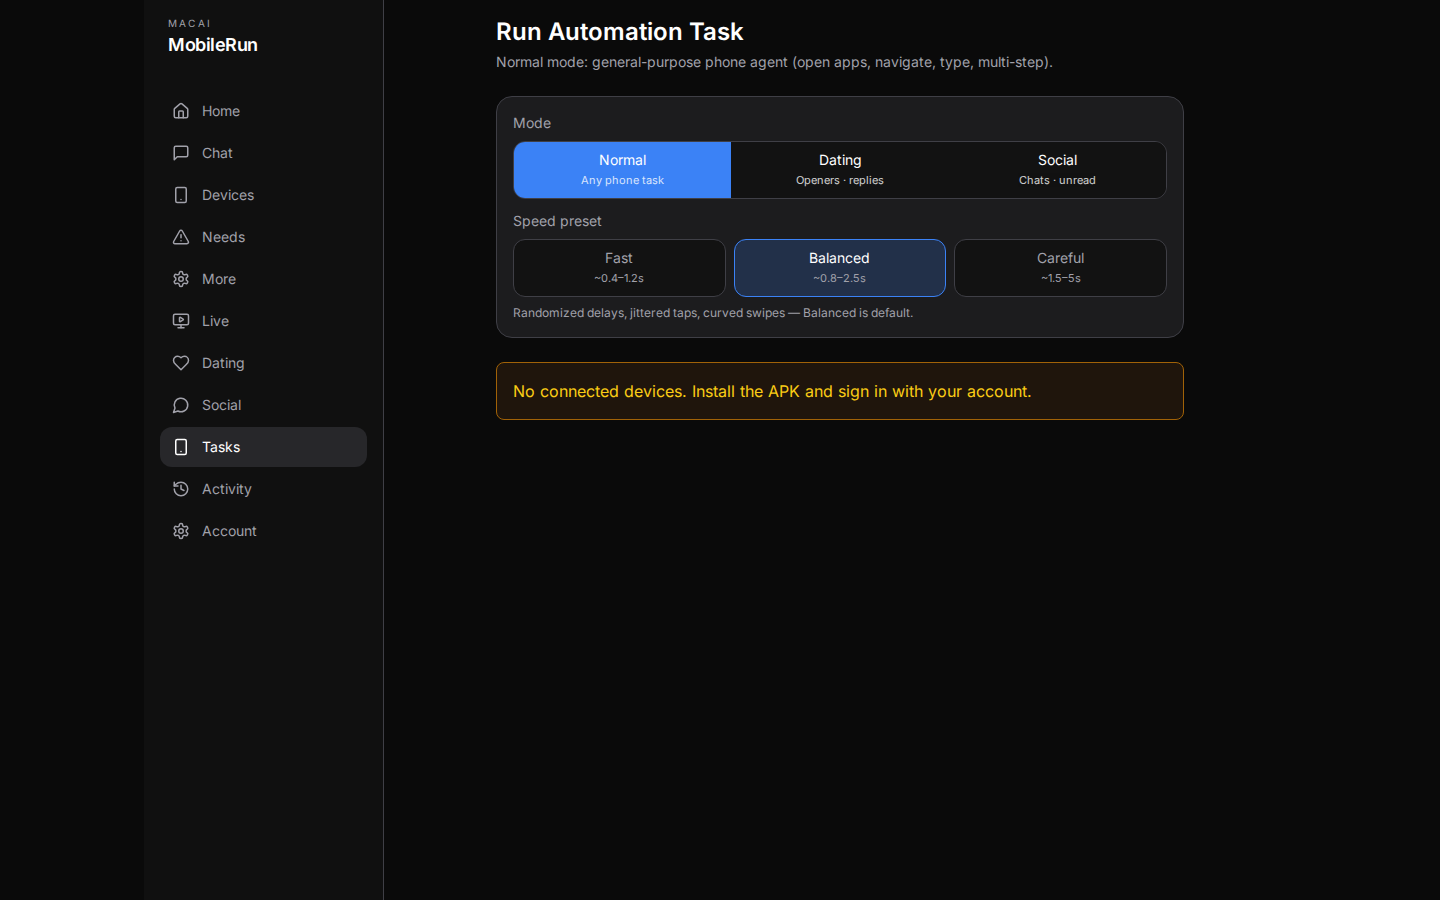 MACAI
MobileRun
Home
Chat
Devices
Needs
More
Live
Dating
Social
Tasks
Activity
Account
Run Automation Task
Normal mode: general-purpose phone agent (open apps, navigate, type, multi-step).
Mode
Normal
Any phone task
Dating
Openers · replies
Social
Chats · unread
Speed preset
Fast
~0.4–1.2s
Balanced
~0.8–2.5s
Careful
~1.5–5s
Randomized delays, jittered taps, curved swipes — Balanced is default.
No connected devices. Install the APK and sign in with your account.